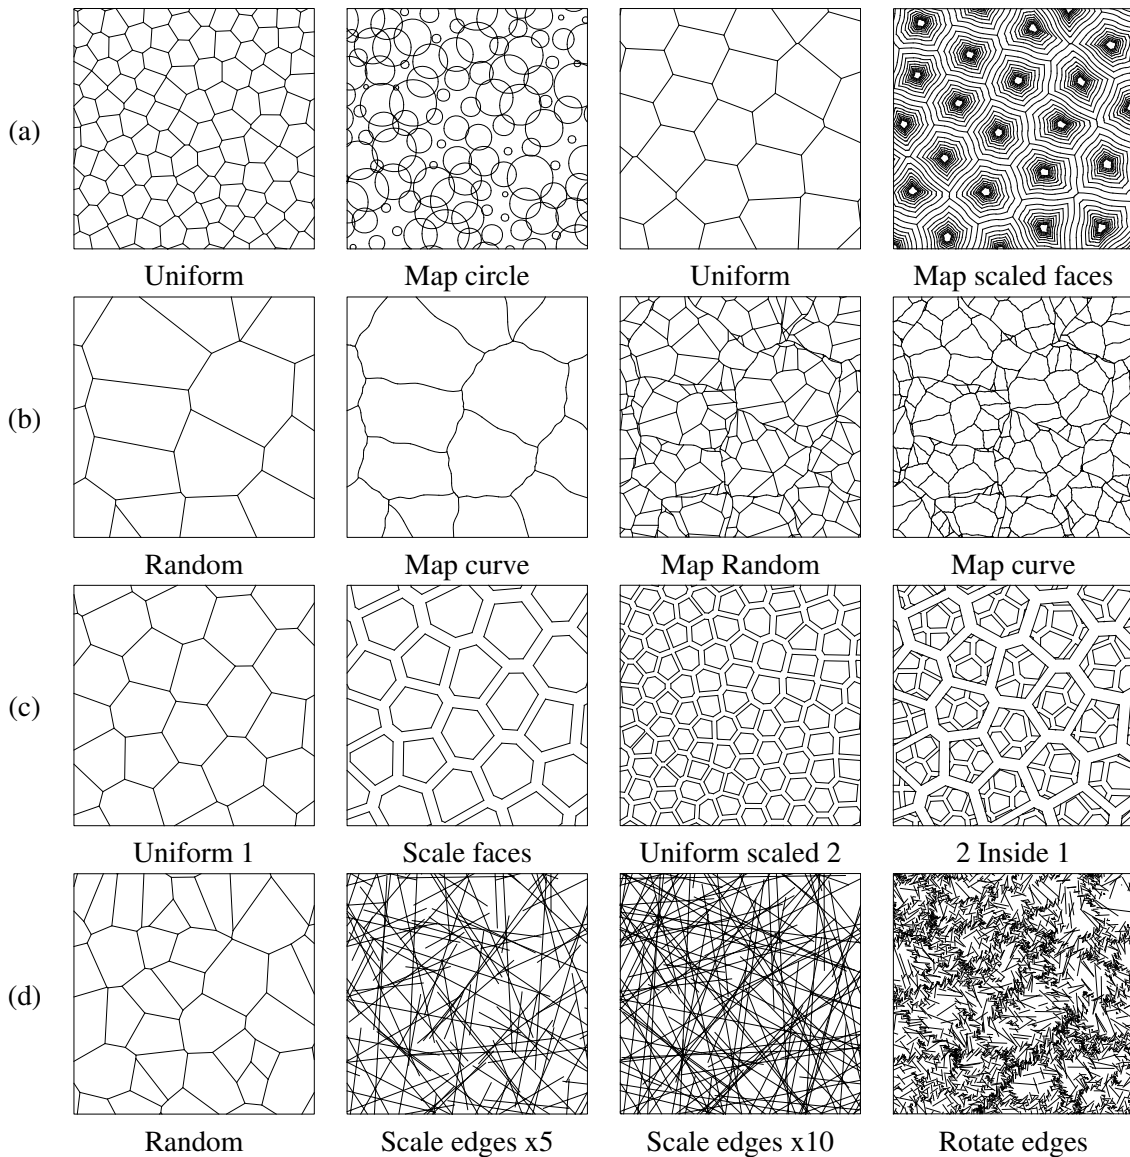 (a)
Uniform Map circle Uniform Map scaled faces
(b)
Random Map curve Map Random Map curve
(c)
Uniform 1 Scale faces Uniform scaled 2 2 Inside 1
(d)
Random Scale edges x5 Scale edges x10 Rotate edges